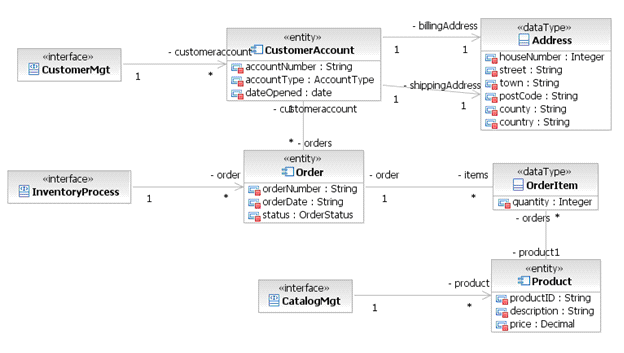 «interface»
CustomerMgt
1
- customeraccount
*
«entity»
CustomerAccount
accountNumber : String
accountType : AccountType
dateOpened : date
- billingAddress
1
1
- shippingAddress
1
1
«dataType»
Address
houseNumber : Integer
street : String
town : String
postCode : String
county : String
country : String
1
- customeraccount
* - orders
«interface»
InventoryProcess
1
- order
*
«entity»
Order
orderNumber : String
orderDate : String
status : OrderStatus
- order
1
- items
*
«dataType»
OrderItem
quantity : Integer
- orders *
- product1
«interface»
CatalogMgt
1
- product
*
«entity»
Product
productID : String
description : String
price : Decimal